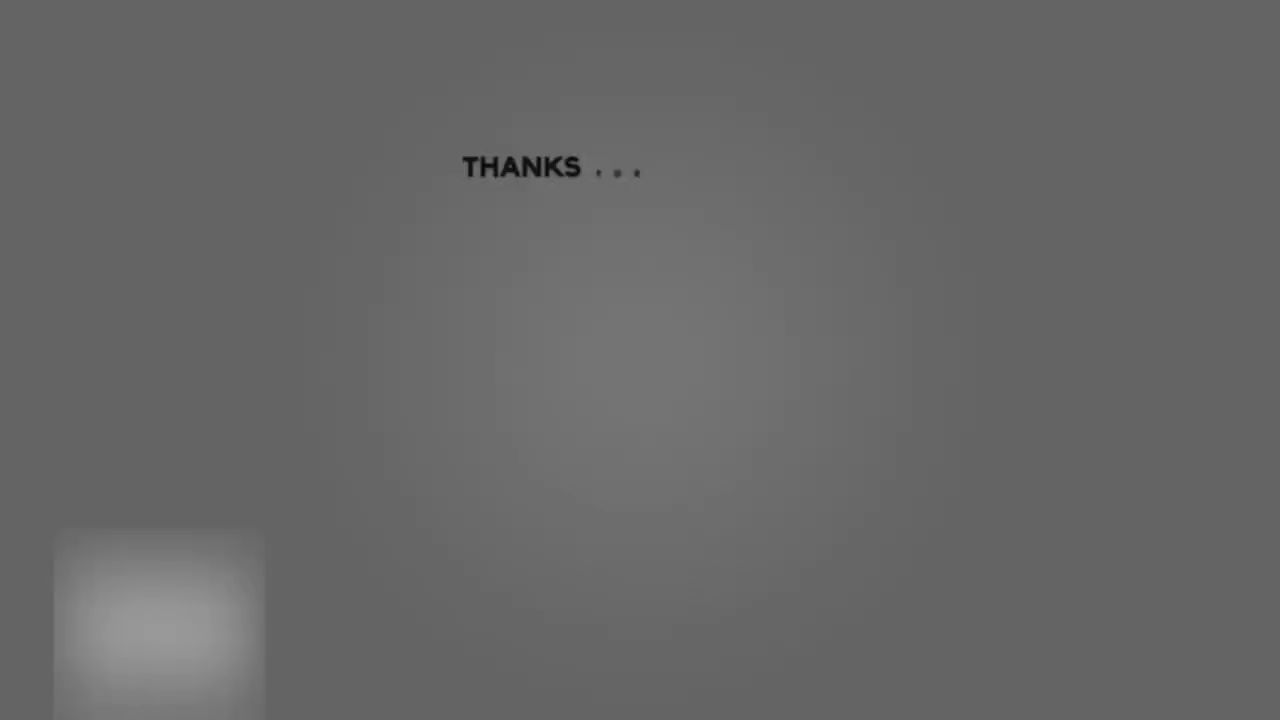 THANKS . . .